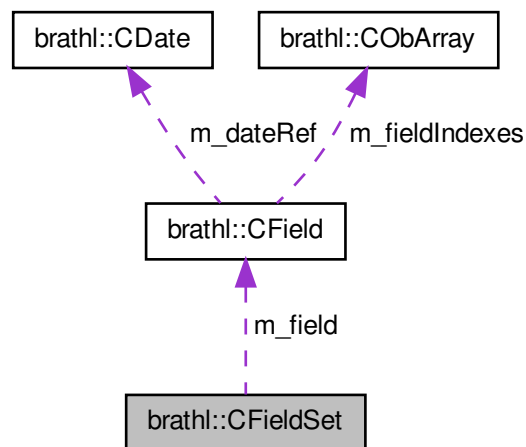 brathl::CDate
brathl::CObArray
m_dateRef
m_fieldIndexes
brathl::CField
m_field
brathl::CFieldSet